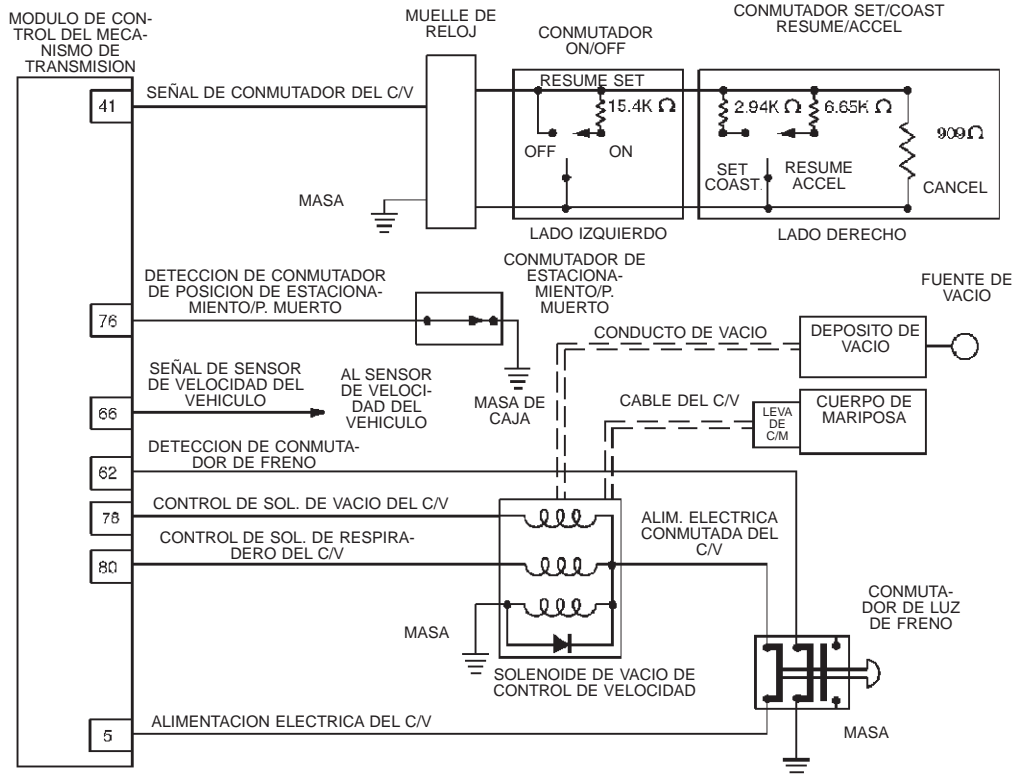 MODULO DE CON-
TROL DEL MECA-
NISMO DE
TRANSMISION
MUELLE DE
RELOJ
CONMUTADOR
ON/OFF
CONMUTADOR SET/COAST
RESUME/ACCEL
41
SEÑAL DE CONMUTADOR DEL C/V
RESUME SET
15.4K Ω
OFF
ON
2.94K Ω
6.65K Ω
909Ω
SET
COAST.
RESUME
ACCEL
CANCEL
MASA
LADO IZQUIERDO
LADO DERECHO
DETECCION DE CONMUTADOR
DE POSICION DE ESTACIONA-
MIENTO/P. MUERTO
76
CONMUTADOR DE
ESTACIONA-
MIENTO/P.
MUERTO
MASA DE
CAJA
FUENTE DE
VACIO
CONDUCTO DE VACIO
DEPOSITO DE
VACIO
SEÑAL DE SENSOR
DE VELOCIDAD DEL
VEHICULO
66
AL SENSOR
DE VELOCI-
DAD DEL
VEHICULO
CABLE DEL C/V
LEVA
DE
C/M
CUERPO DE
MARIPOSA
DETECCION DE CONMUTA-
DOR DE FRENO
62
CONTROL DE SOL. DE VACIO DEL C/V
78
CONTROL DE SOL. DE RESPIRA-
DERO DEL C/V
80
ALIM. ELECTRICA
CONMUTADA DEL
C/V
MASA
SOLENOIDE DE VACIO DE
CONTROL DE VELOCIDAD
CONMUTA-
DOR DE LUZ
DE FRENO
ALIMENTACION ELECTRICA DEL C/V
5
MASA